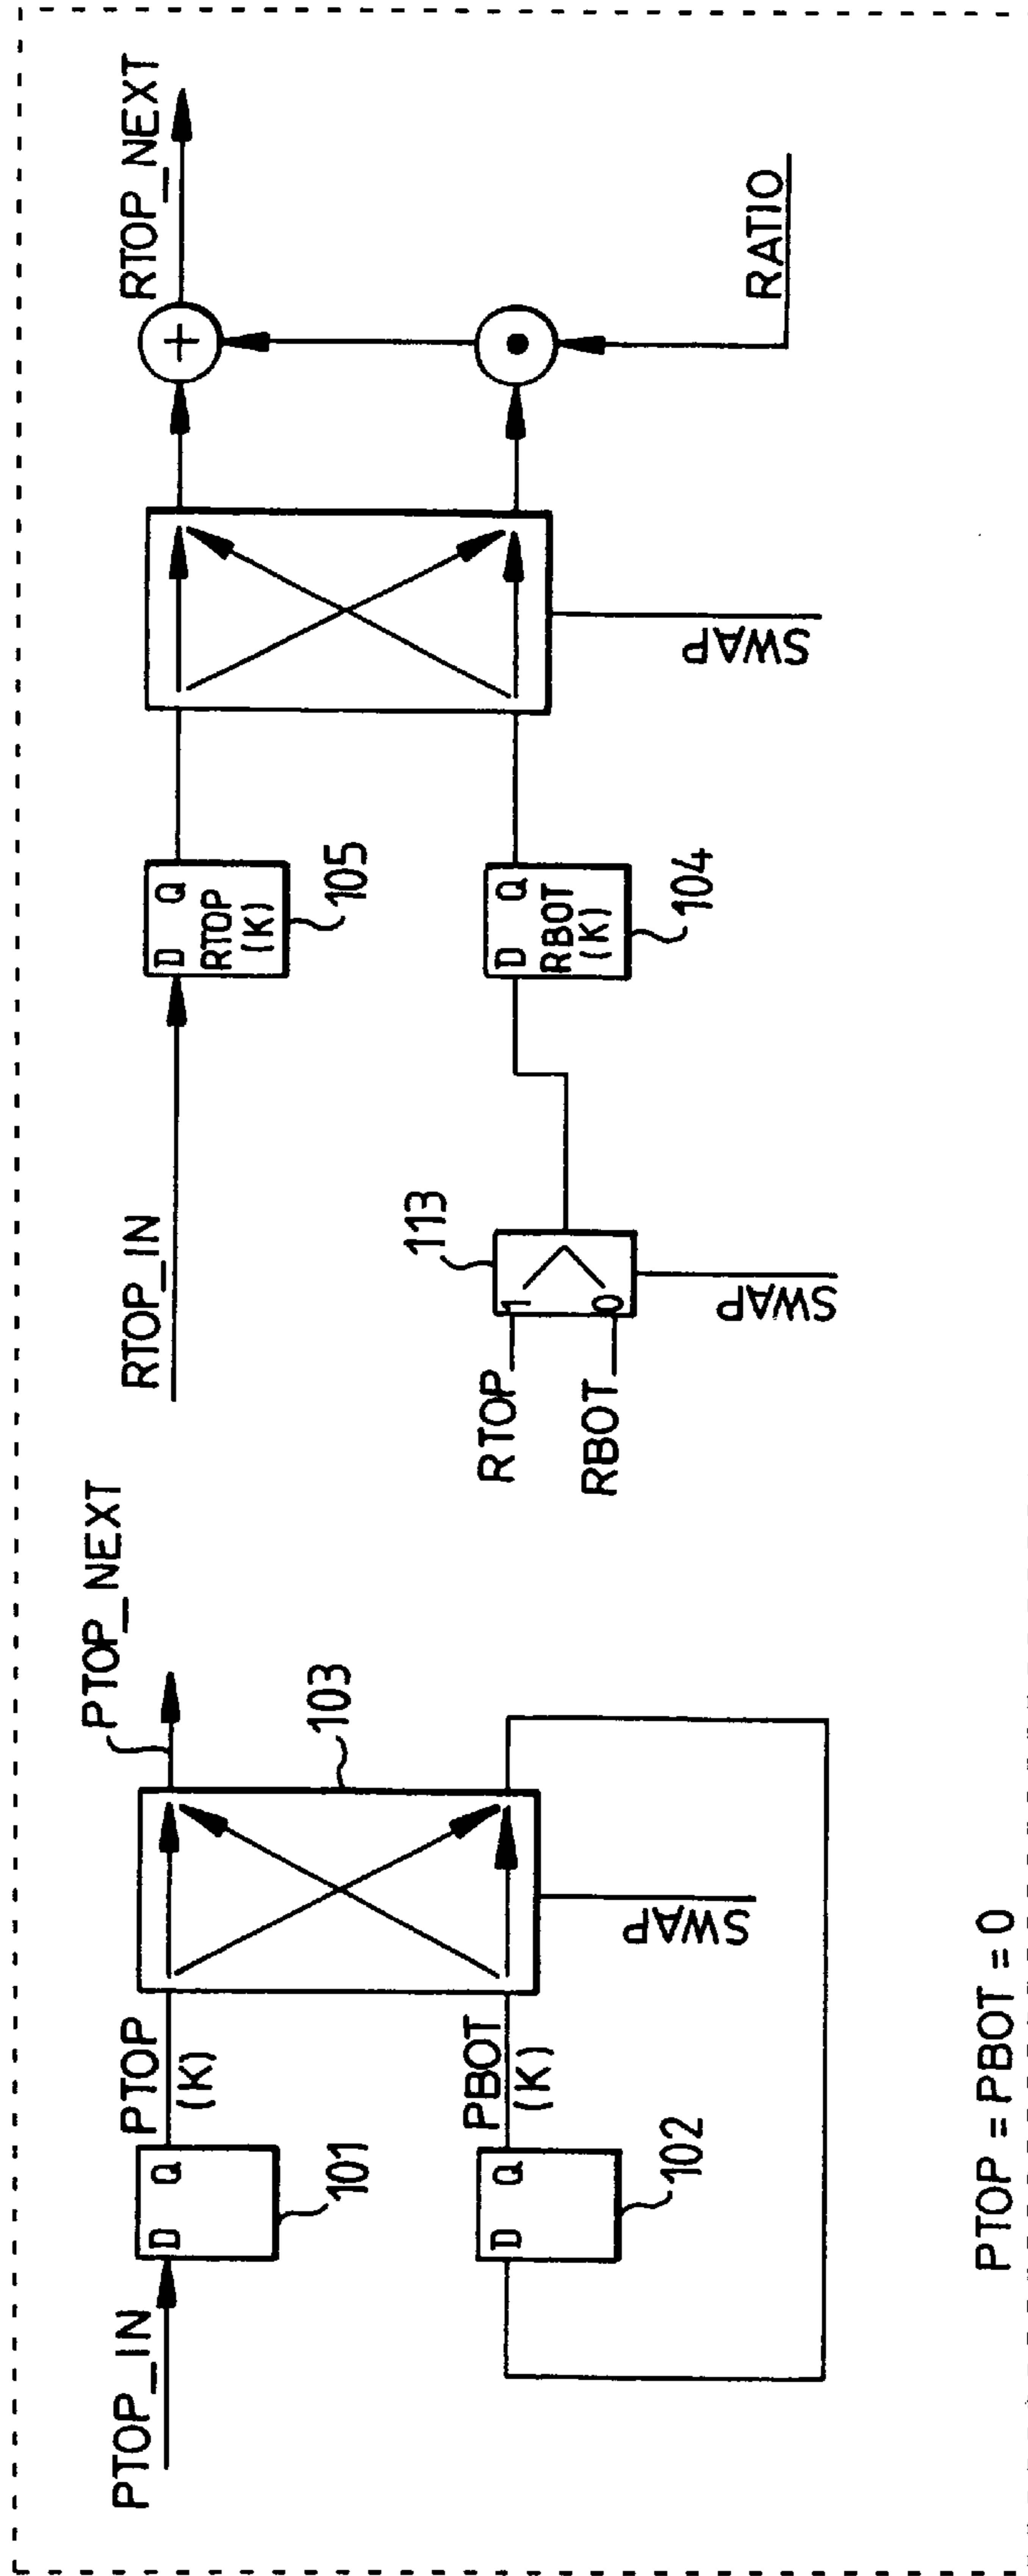 PTOP_IN
D Q
101
PTOP
(K)
PTOP_NEXT
103
D Q
102
PBOT
(K)
SWAP
PTOP = PBOT = 0
RTOP_IN
D Q
RTOP
(K)
105
RTOP_NEXT
113
RTOP
1
RBOT
0
SWAP
D Q
RBOT
(K)
104
SWAP
+
RATIO